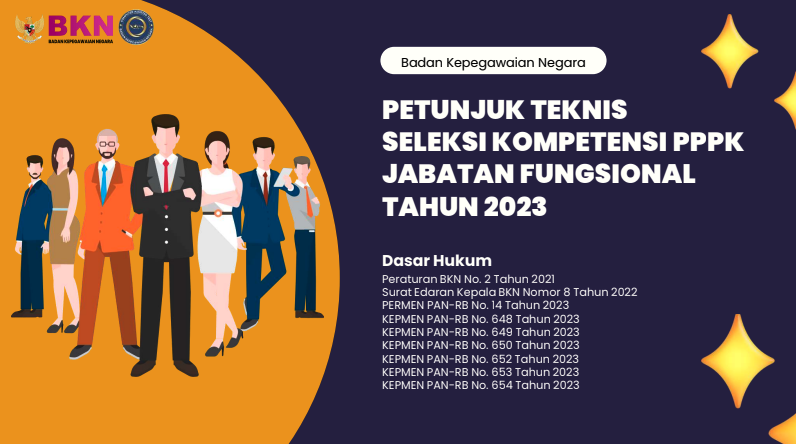 BKN
BADAN KEPEGAWAIAN NEGARA
Badan Kepegawaian Negara
PETUNJUK TEKNIS
SELEKSI KOMPETENSI PPPK
JABATAN FUNGSIONAL
TAHUN 2023
Dasar Hukum
Peraturan BKN No. 2 Tahun 2021
Surat Edaran Kepala BKN Nomor 8 Tahun 2022
PERMEN PAN-RB No. 14 Tahun 2023
KEPMEN PAN-RB No. 648 Tahun 2023
KEPMEN PAN-RB No. 649 Tahun 2023
KEPMEN PAN-RB No. 650 Tahun 2023
KEPMEN PAN-RB No. 652 Tahun 2023
KEPMEN PAN-RB No. 653 Tahun 2023
KEPMEN PAN-RB No. 654 Tahun 2023